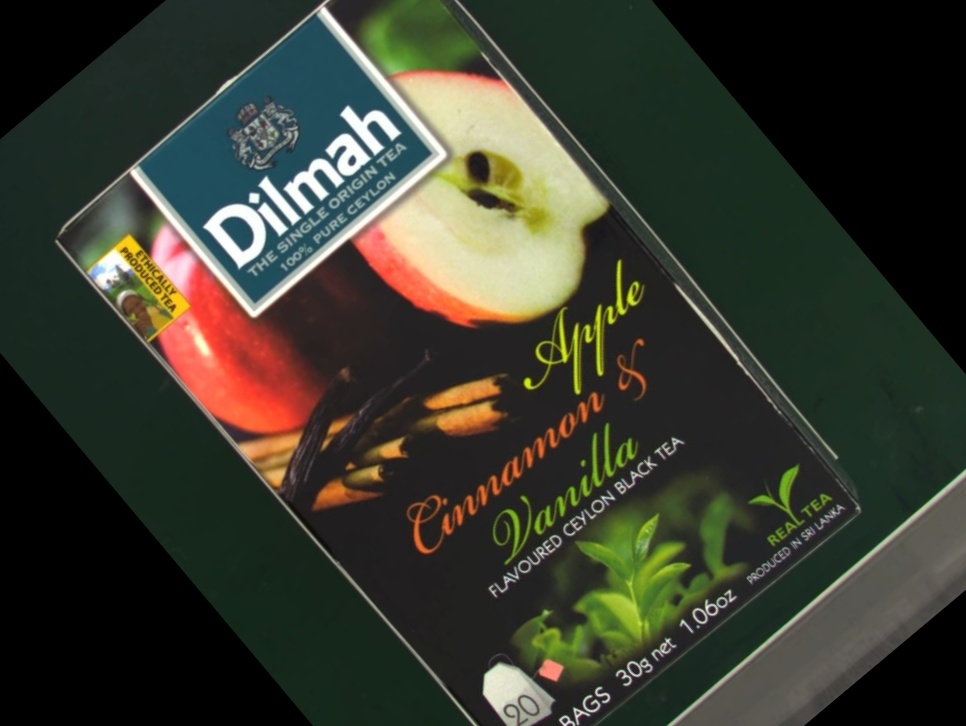 Dilmah
THE SINGLE ORIGIN TEA
100% PURE CEYLON
ETHICALLY
PRODUCED TEA
Apple
Cinnamon &
Vanilla
FLAVOURED CEYLON BLACK TEA
REAL TEA
PRODUCED IN SRI LANKA
20 BAGS 30g net 1.06oz